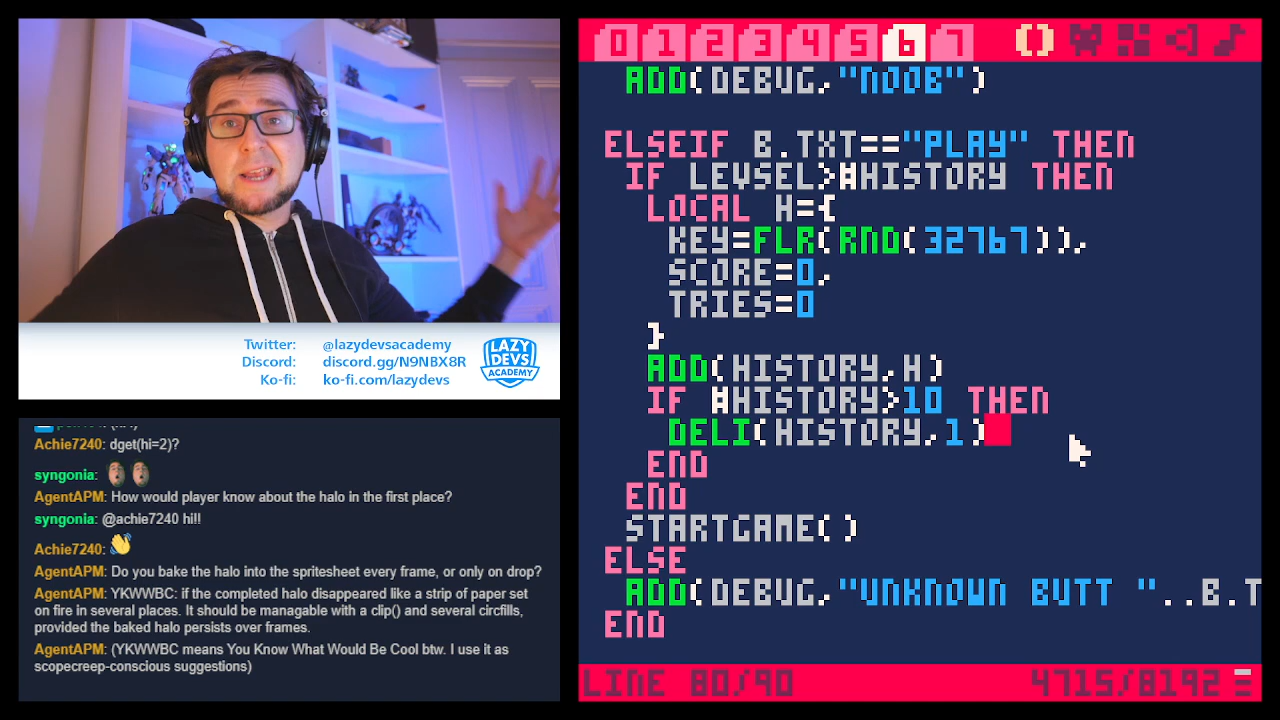 Twitter: @lazydevsacademy
Discord: discord.gg/N9NBX8R
Ko-fi: ko-fi.com/lazydevs
LAZY
DEVS
ACADEMY
Achie7240: dget(hi=2)?
syngonia:
AgentAPM: How would player know about the halo in the first place?
syngonia: @achie7240 hi!!
Achie7240:
AgentAPM: Do you bake the halo into the spritesheet every frame, or only on drop?
AgentAPM: YKWWBC: if the completed halo disappeared like a strip of paper set
on fire in several places. It should be managable with a clip() and several circfills,
provided the baked halo persists over frames.
AgentAPM: (YKWWBC means You Know What Would Be Cool btw. I use it as
scopecreep-conscious suggestions)
0 1 2 3 4 5 6 7 ()
ADD(DEBUG,"NOOB")
ELSEIF B.TXT=="PLAY" THEN
IF LEVSEL>#HISTORY THEN
LOCAL H={
KEY=FLR(RND(32767)),
SCORE=0,
TRIES=0
}
ADD(HISTORY,H)
IF #HISTORY>10 THEN
DELI(HISTORY,1)
END
END
STARTGAME()
ELSE
ADD(DEBUG,"UNKNOWN BUTT "..B.T
END
LINE 80/90 4715/8192